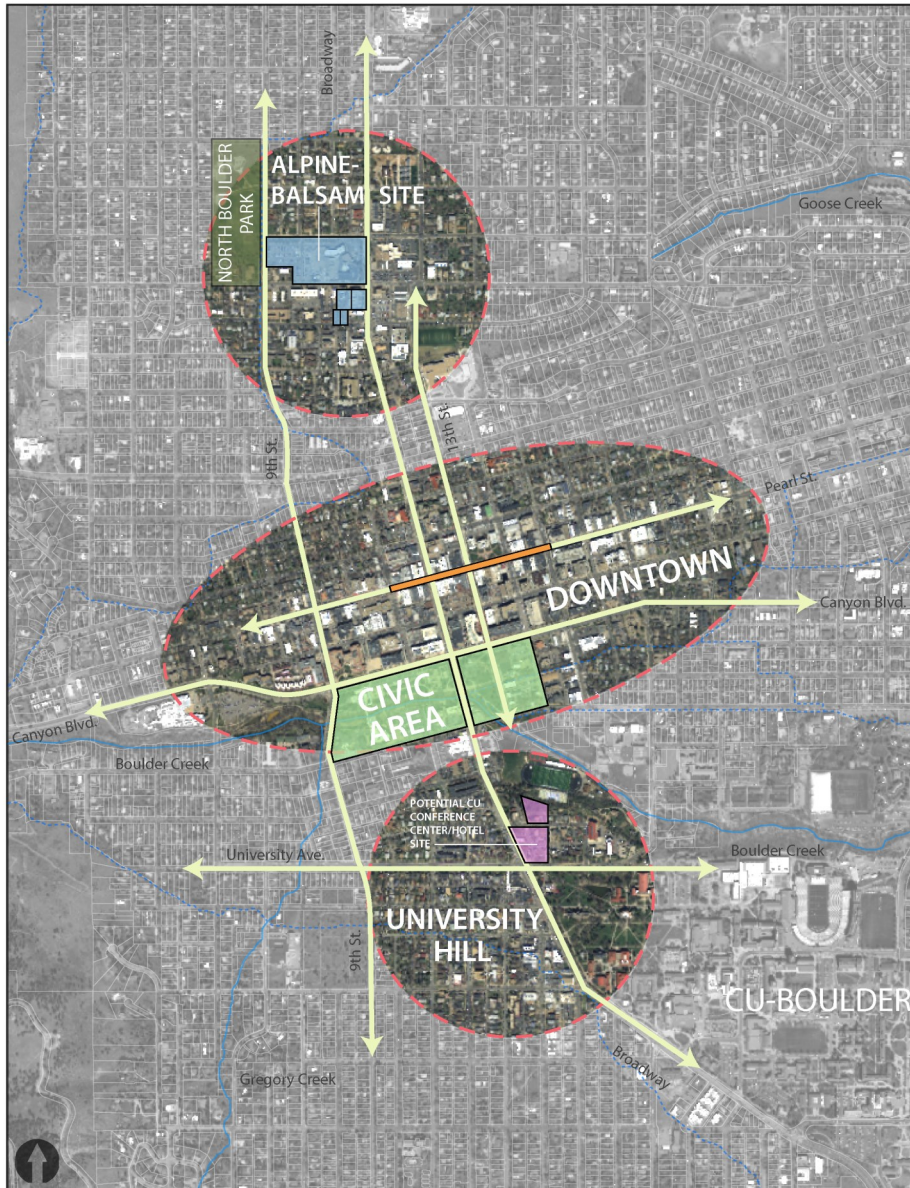 Broadway
NORTH BOULDER
PARK
ALPINE-
BALSAM SITE
Goose Creek
13th St.
9th St.
Pearl St.
DOWNTOWN
Canyon Blvd.
CIVIC
AREA
Canyon Blvd.
Boulder Creek
POTENTIAL CU
CONFERENCE
CENTER/HOTEL
SITE
University Ave.
Boulder Creek
UNIVERSITY
HILL
9th St.
CU-BOULDER
Broadway
Gregory Creek